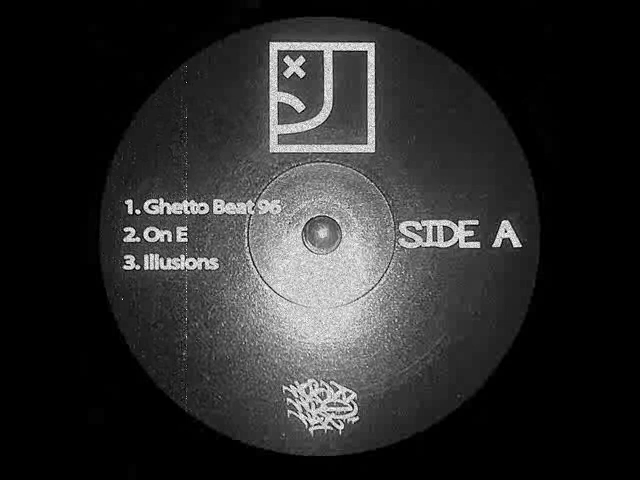 1. Ghetto Beat 96
2. On E
3. Illusions
SIDE A